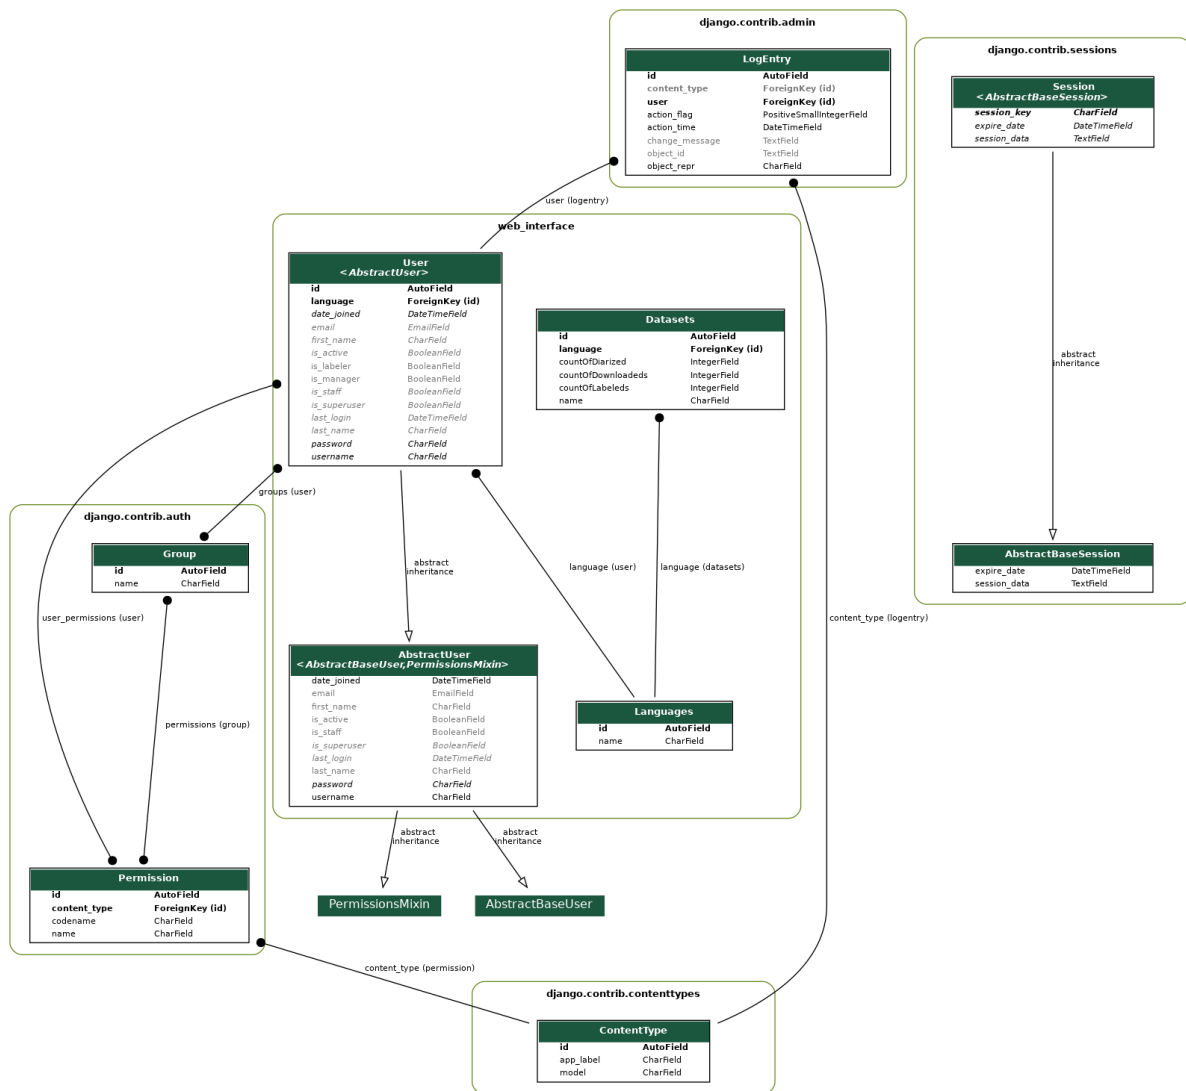 django.contrib.admin
LogEntry
id AutoField
content_type ForeignKey (id)
user ForeignKey (id)
action_flag PositiveSmallIntegerField
action_time DateTimeField
change_message TextField
object_id TextField
object_repr CharField
django.contrib.sessions
Session
<AbstractBaseSession>
session_key CharField
expire_date DateTimeField
session_data TextField
user (logentry)
web_interface
User
<AbstractUser>
id AutoField
language ForeignKey (id)
date_joined DateTimeField
email EmailField
first_name CharField
is_active BooleanField
is_labeler BooleanField
is_manager BooleanField
is_staff BooleanField
is_superuser BooleanField
last_login DateTimeField
last_name CharField
password CharField
username CharField
Datasets
id AutoField
language ForeignKey (id)
countOfDiarized IntegerField
countOfDownloadeds IntegerField
countOfLabeleds IntegerField
name CharField
abstract
inheritance
groups (user)
django.contrib.auth
Group
id AutoField
name CharField
abstract
inheritance
language (user)
language (datasets)
AbstractBaseSession
expire_date DateTimeField
session_data TextField
user_permissions (user)
content_type (logentry)
AbstractUser
<AbstractBaseUser,PermissionsMixin>
date_joined DateTimeField
email EmailField
first_name CharField
is_active BooleanField
is_staff BooleanField
is_superuser BooleanField
last_login DateTimeField
last_name CharField
password CharField
username CharField
Languages
id AutoField
name CharField
permissions (group)
abstract
inheritance
abstract
inheritance
Permission
id AutoField
content_type ForeignKey (id)
codename CharField
name CharField
PermissionsMixin
AbstractBaseUser
content_type (permission)
django.contrib.contenttypes
ContentType
id AutoField
app_label CharField
model CharField